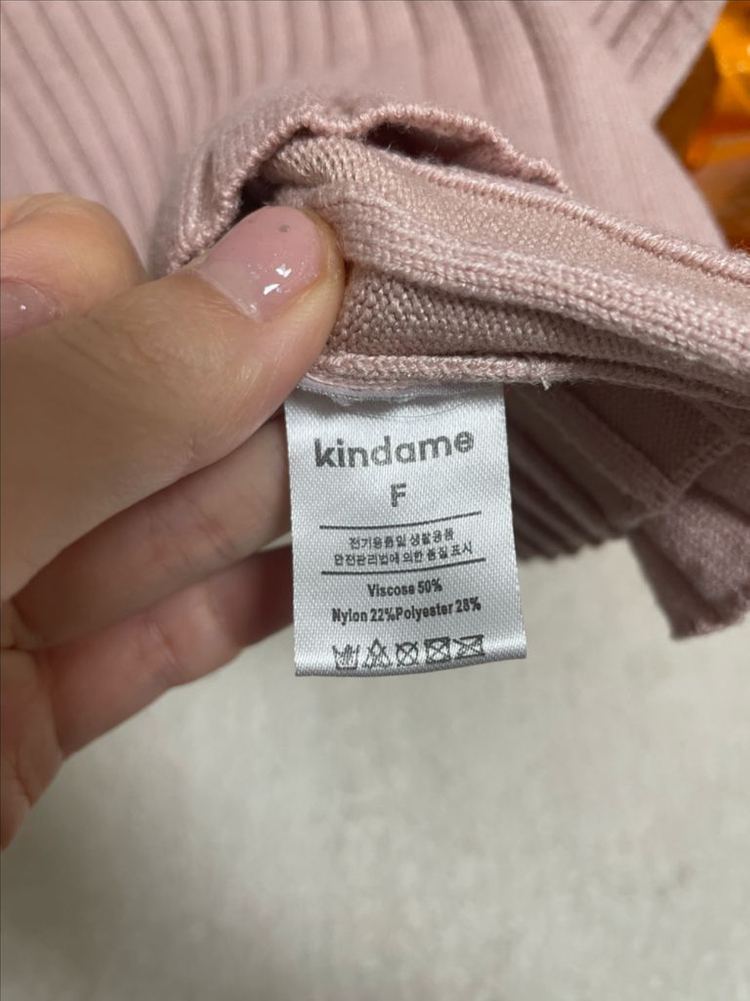 kindame
F
전기용품및 생활용품
안전관리법에 의한 품질 표시
Viscose 50%
Nylon 22%Polyester 28%